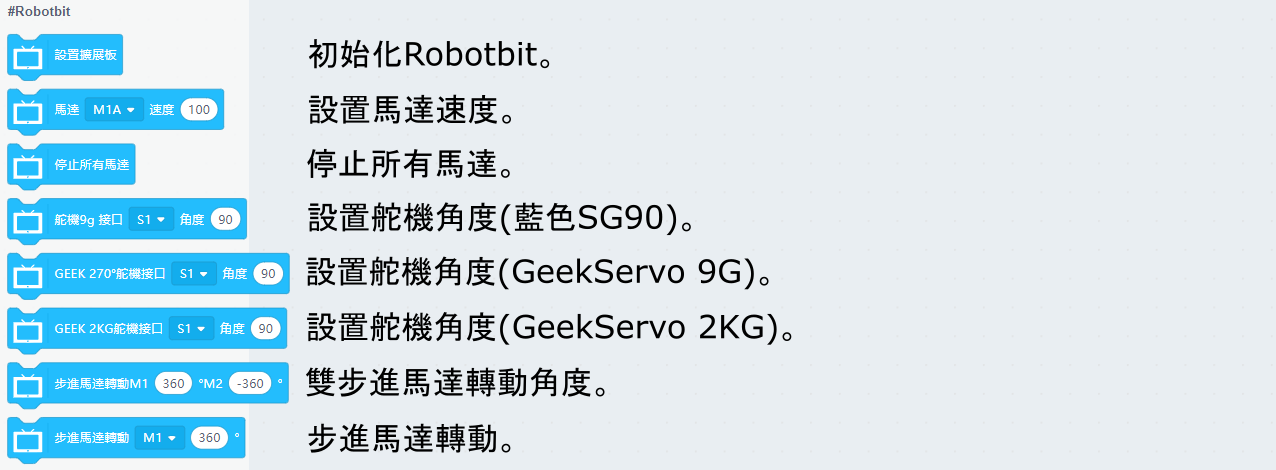 #Robotbit
設置擴展板 初始化Robotbit。
馬達 M1A 速度 100 設置馬達速度。
停止所有馬達 停止所有馬達。
舵機9g 接口 S1 角度 90 設置舵機角度(藍色SG90)。
GEEK 270°舵機接口 S1 角度 90 設置舵機角度(GeekServo 9G)。
GEEK 2KG舵機接口 S1 角度 90 設置舵機角度(GeekServo 2KG)。
步進馬達轉動M1 360 °M2 -360 ° 雙步進馬達轉動角度。
步進馬達轉動 M1 360 ° 步進馬達轉動。